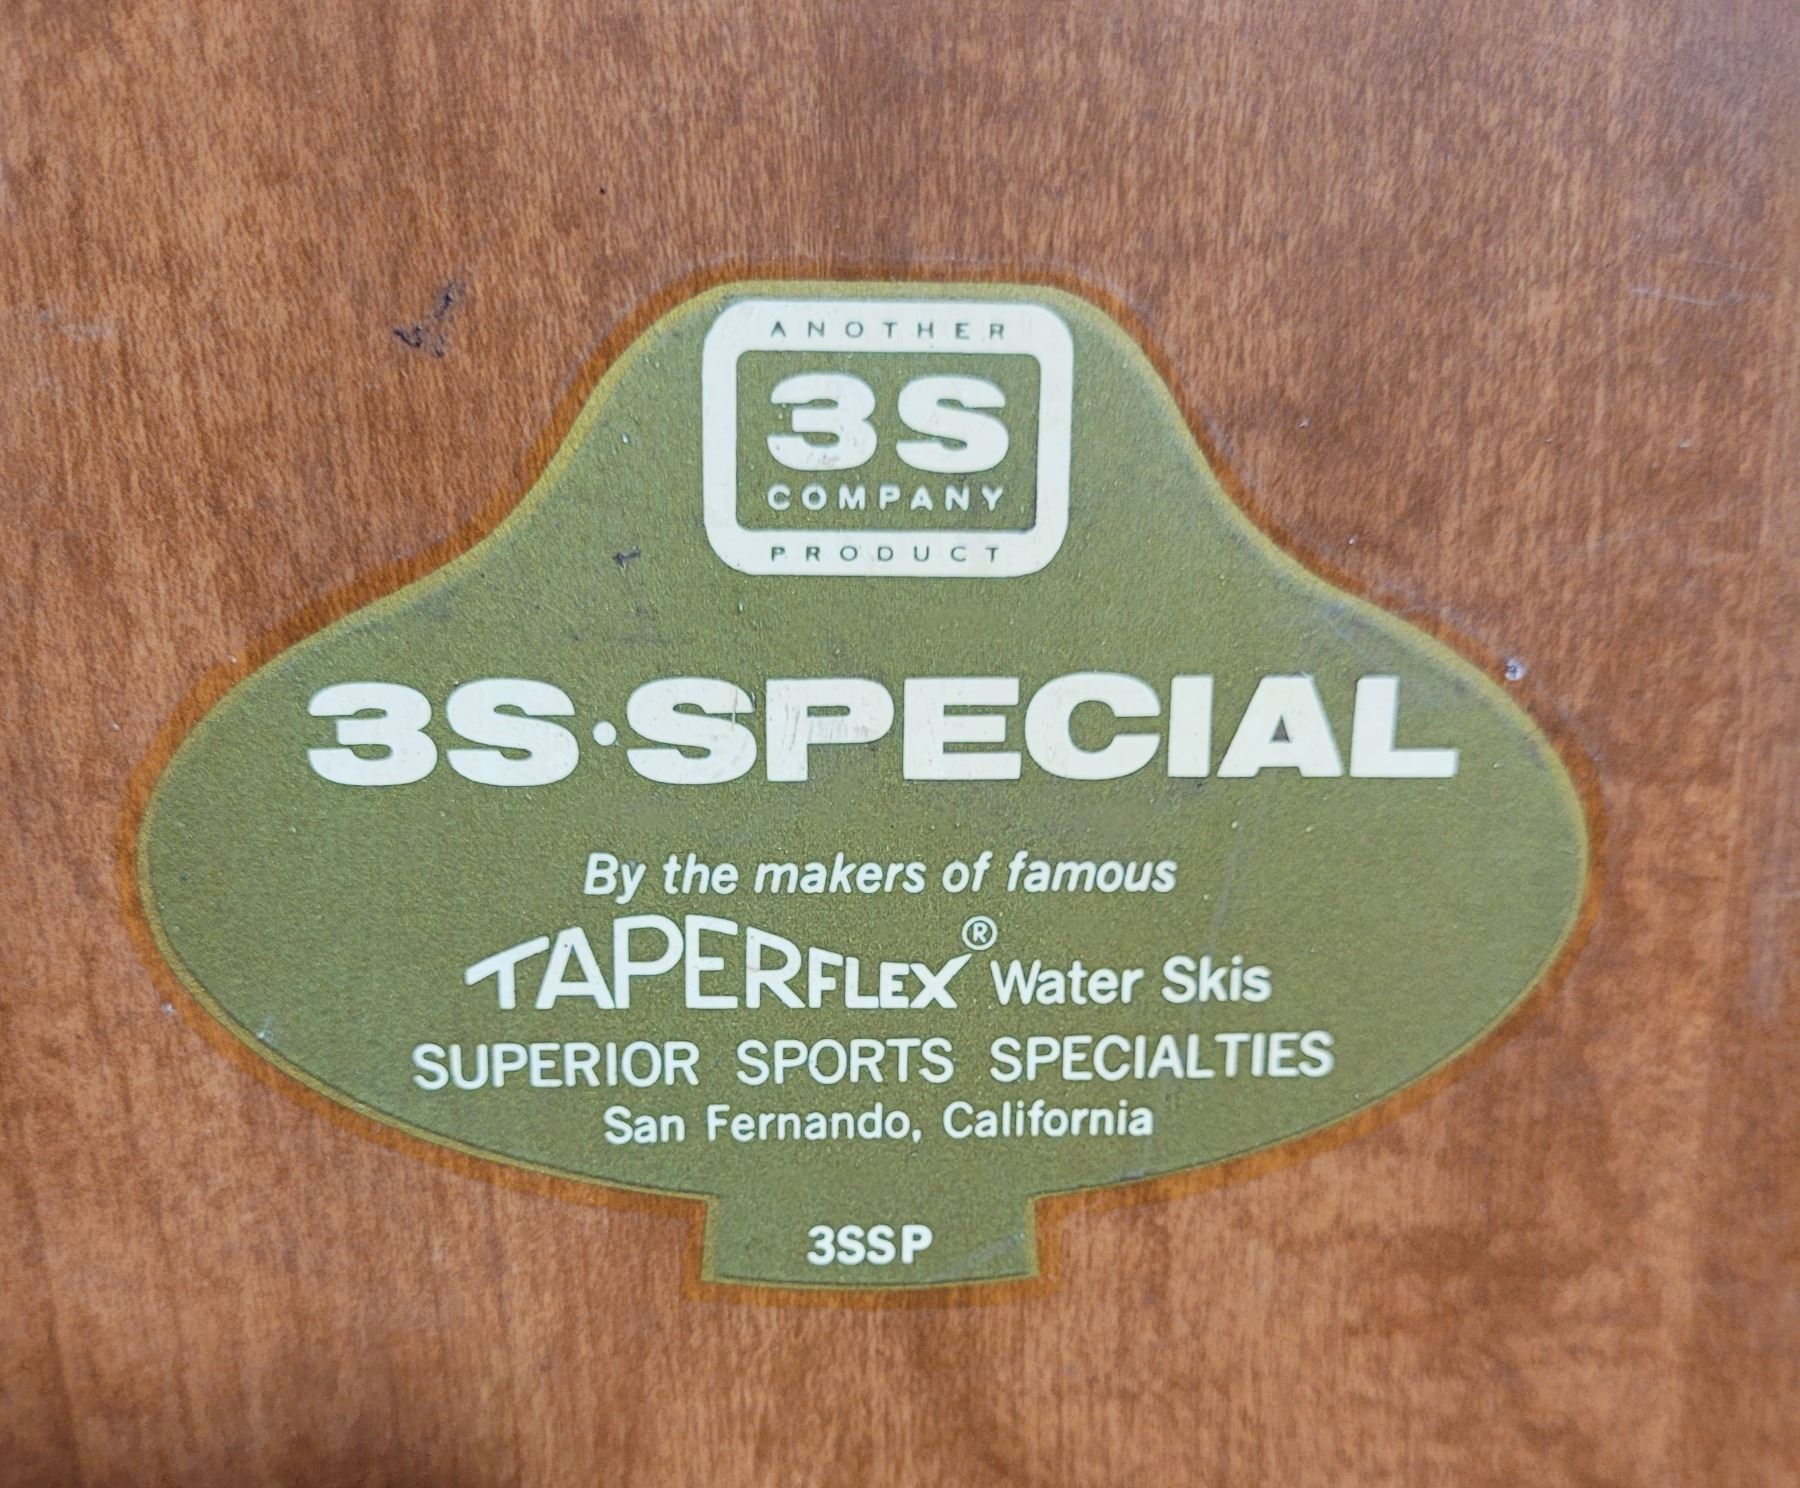 ANOTHER
3S
COMPANY
PRODUCT
3S·SPECIAL
By the makers of famous
TAPERFLEX® Water Skis
SUPERIOR SPORTS SPECIALTIES
San Fernando, California
3SSP